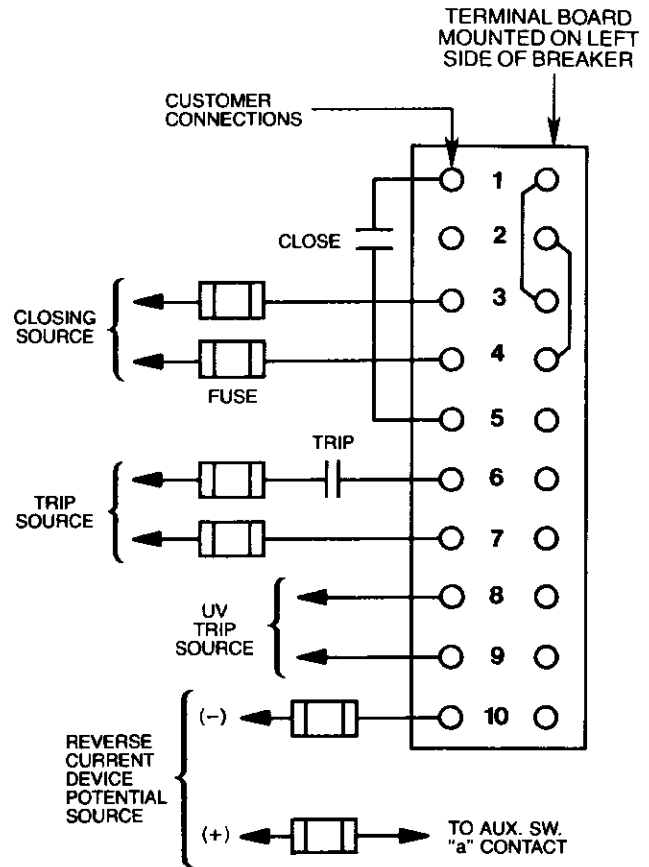 TERMINAL BOARD
MOUNTED ON LEFT
SIDE OF BREAKER
CUSTOMER
CONNECTIONS
1
CLOSE
2
CLOSING
SOURCE
3
4
FUSE
5
TRIP
6
TRIP
SOURCE
7
UV
TRIP
SOURCE
8
9
(-)
10
REVERSE
CURRENT
DEVICE
POTENTIAL
SOURCE
(+)
TO AUX. SW.
"a" CONTACT